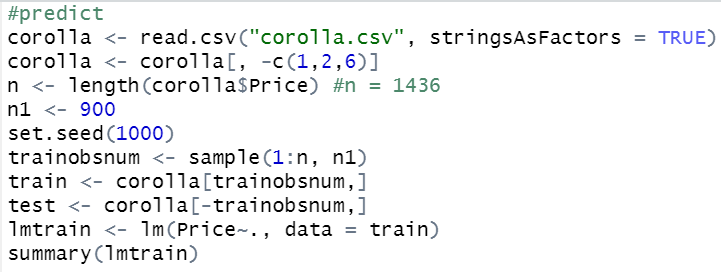 #predict
corolla <- read.csv("corolla.csv", stringsAsFactors = TRUE)
corolla <- corolla[, -c(1,2,6)]
n <- length(corolla$Price) #n = 1436
n1 <- 900
set.seed(1000)
trainobsnum <- sample(1:n, n1)
train <- corolla[trainobsnum,]
test <- corolla[-trainobsnum,]
lmtrain <- lm(Price~., data = train)
summary(lmtrain)